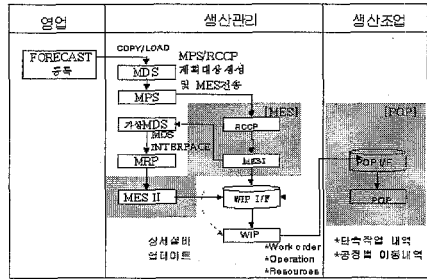 영업
생산관리
생산조업
FORECAST
등록
COPY/LOAD
MDS
MPS/RCCP
계획대상생성
및 MES전송
MPS
[MES]
[POP]
가상MDS
MDS
INTERPACE
RCCP
MRP
MES I
POP I/F
MES II
WIP I/F
POP
상세설비
업데이트
WIP
*Work order
*Operation
*Resources
*단속작업 내역
*공정별 이동내역